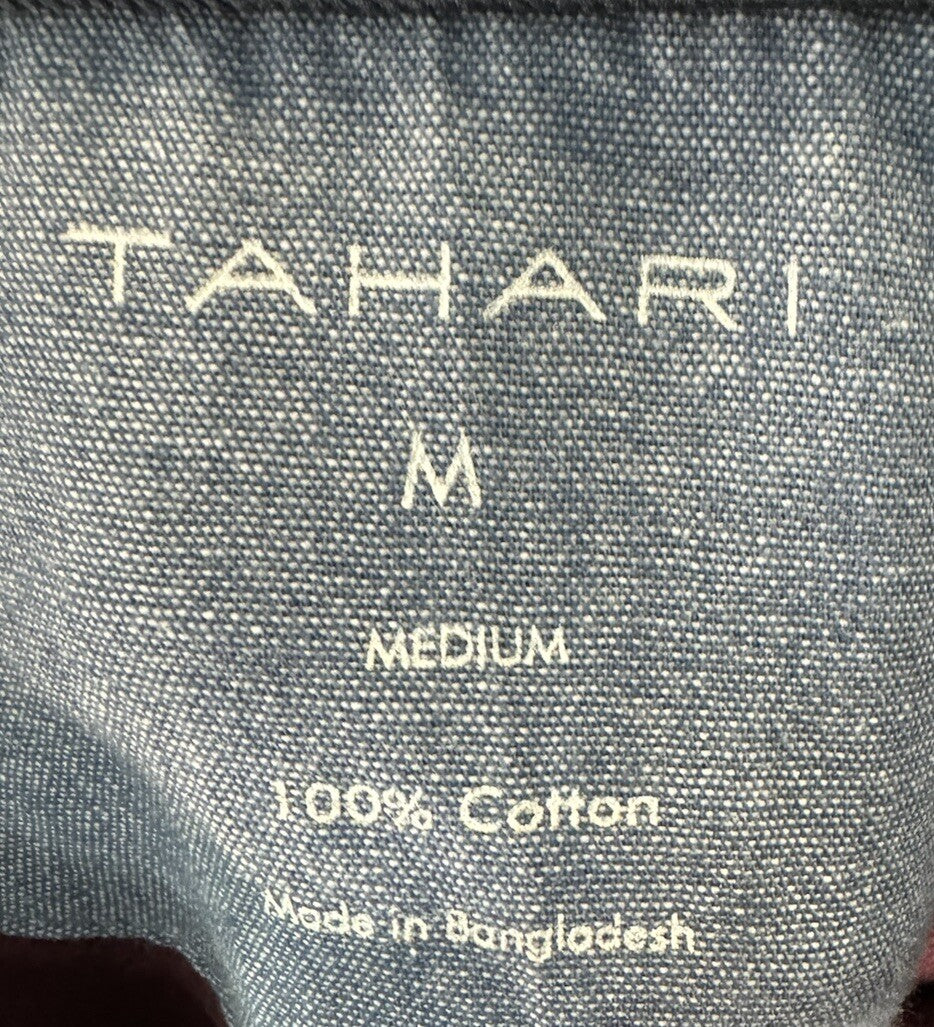 TAHARI
M
MEDIUM
100% Cotton
Made in Bangladesh